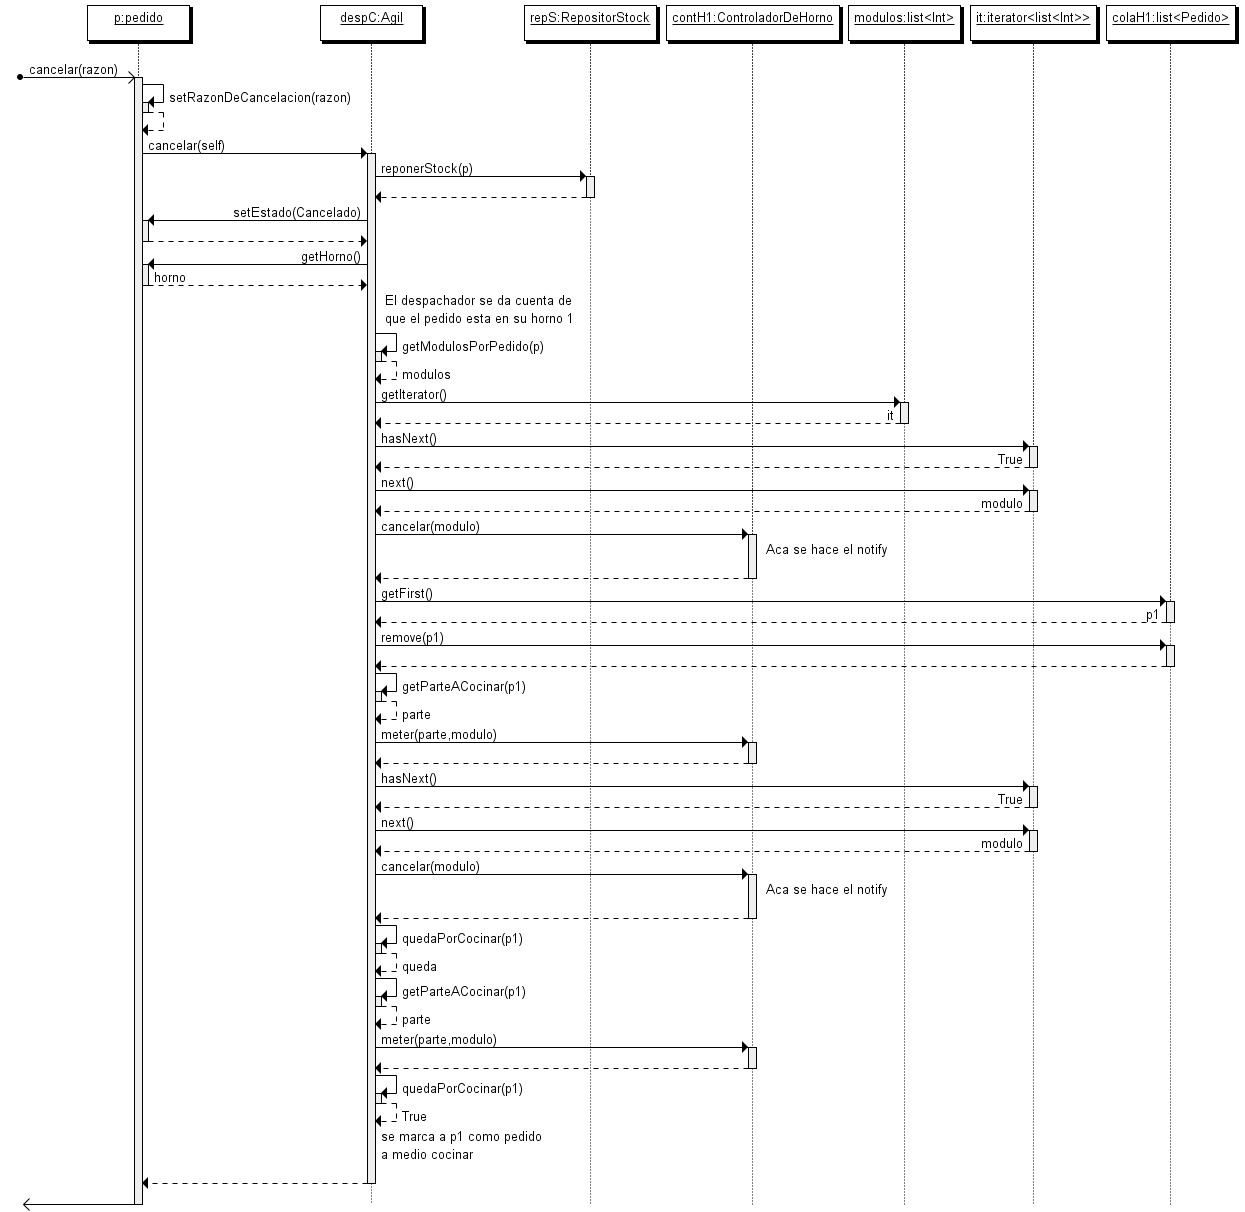 p:pedido
despC:Agil
repS:RepositorStock
contH1:ControladorDeHorno
modulos:list<Int>
it:iterator<list<Int>>
colaH1:list<Pedido>
cancelar(razon)
setRazonDeCancelacion(razon)
cancelar(self)
reponerStock(p)
setEstado(Cancelado)
getHorno()
horno
El despachador se da cuenta de
que el pedido esta en su horno 1
getModulosPorPedido(p)
modulos
getIterator()
it
hasNext()
True
next()
modulo
cancelar(modulo)
Aca se hace el notify
getFirst()
p1
remove(p1)
getParteACocinar(p1)
parte
meter(parte,modulo)
hasNext()
True
next()
modulo
cancelar(modulo)
Aca se hace el notify
quedaPorCocinar(p1)
queda
getParteACocinar(p1)
parte
meter(parte,modulo)
quedaPorCocinar(p1)
True
se marca a p1 como pedido
a medio cocinar